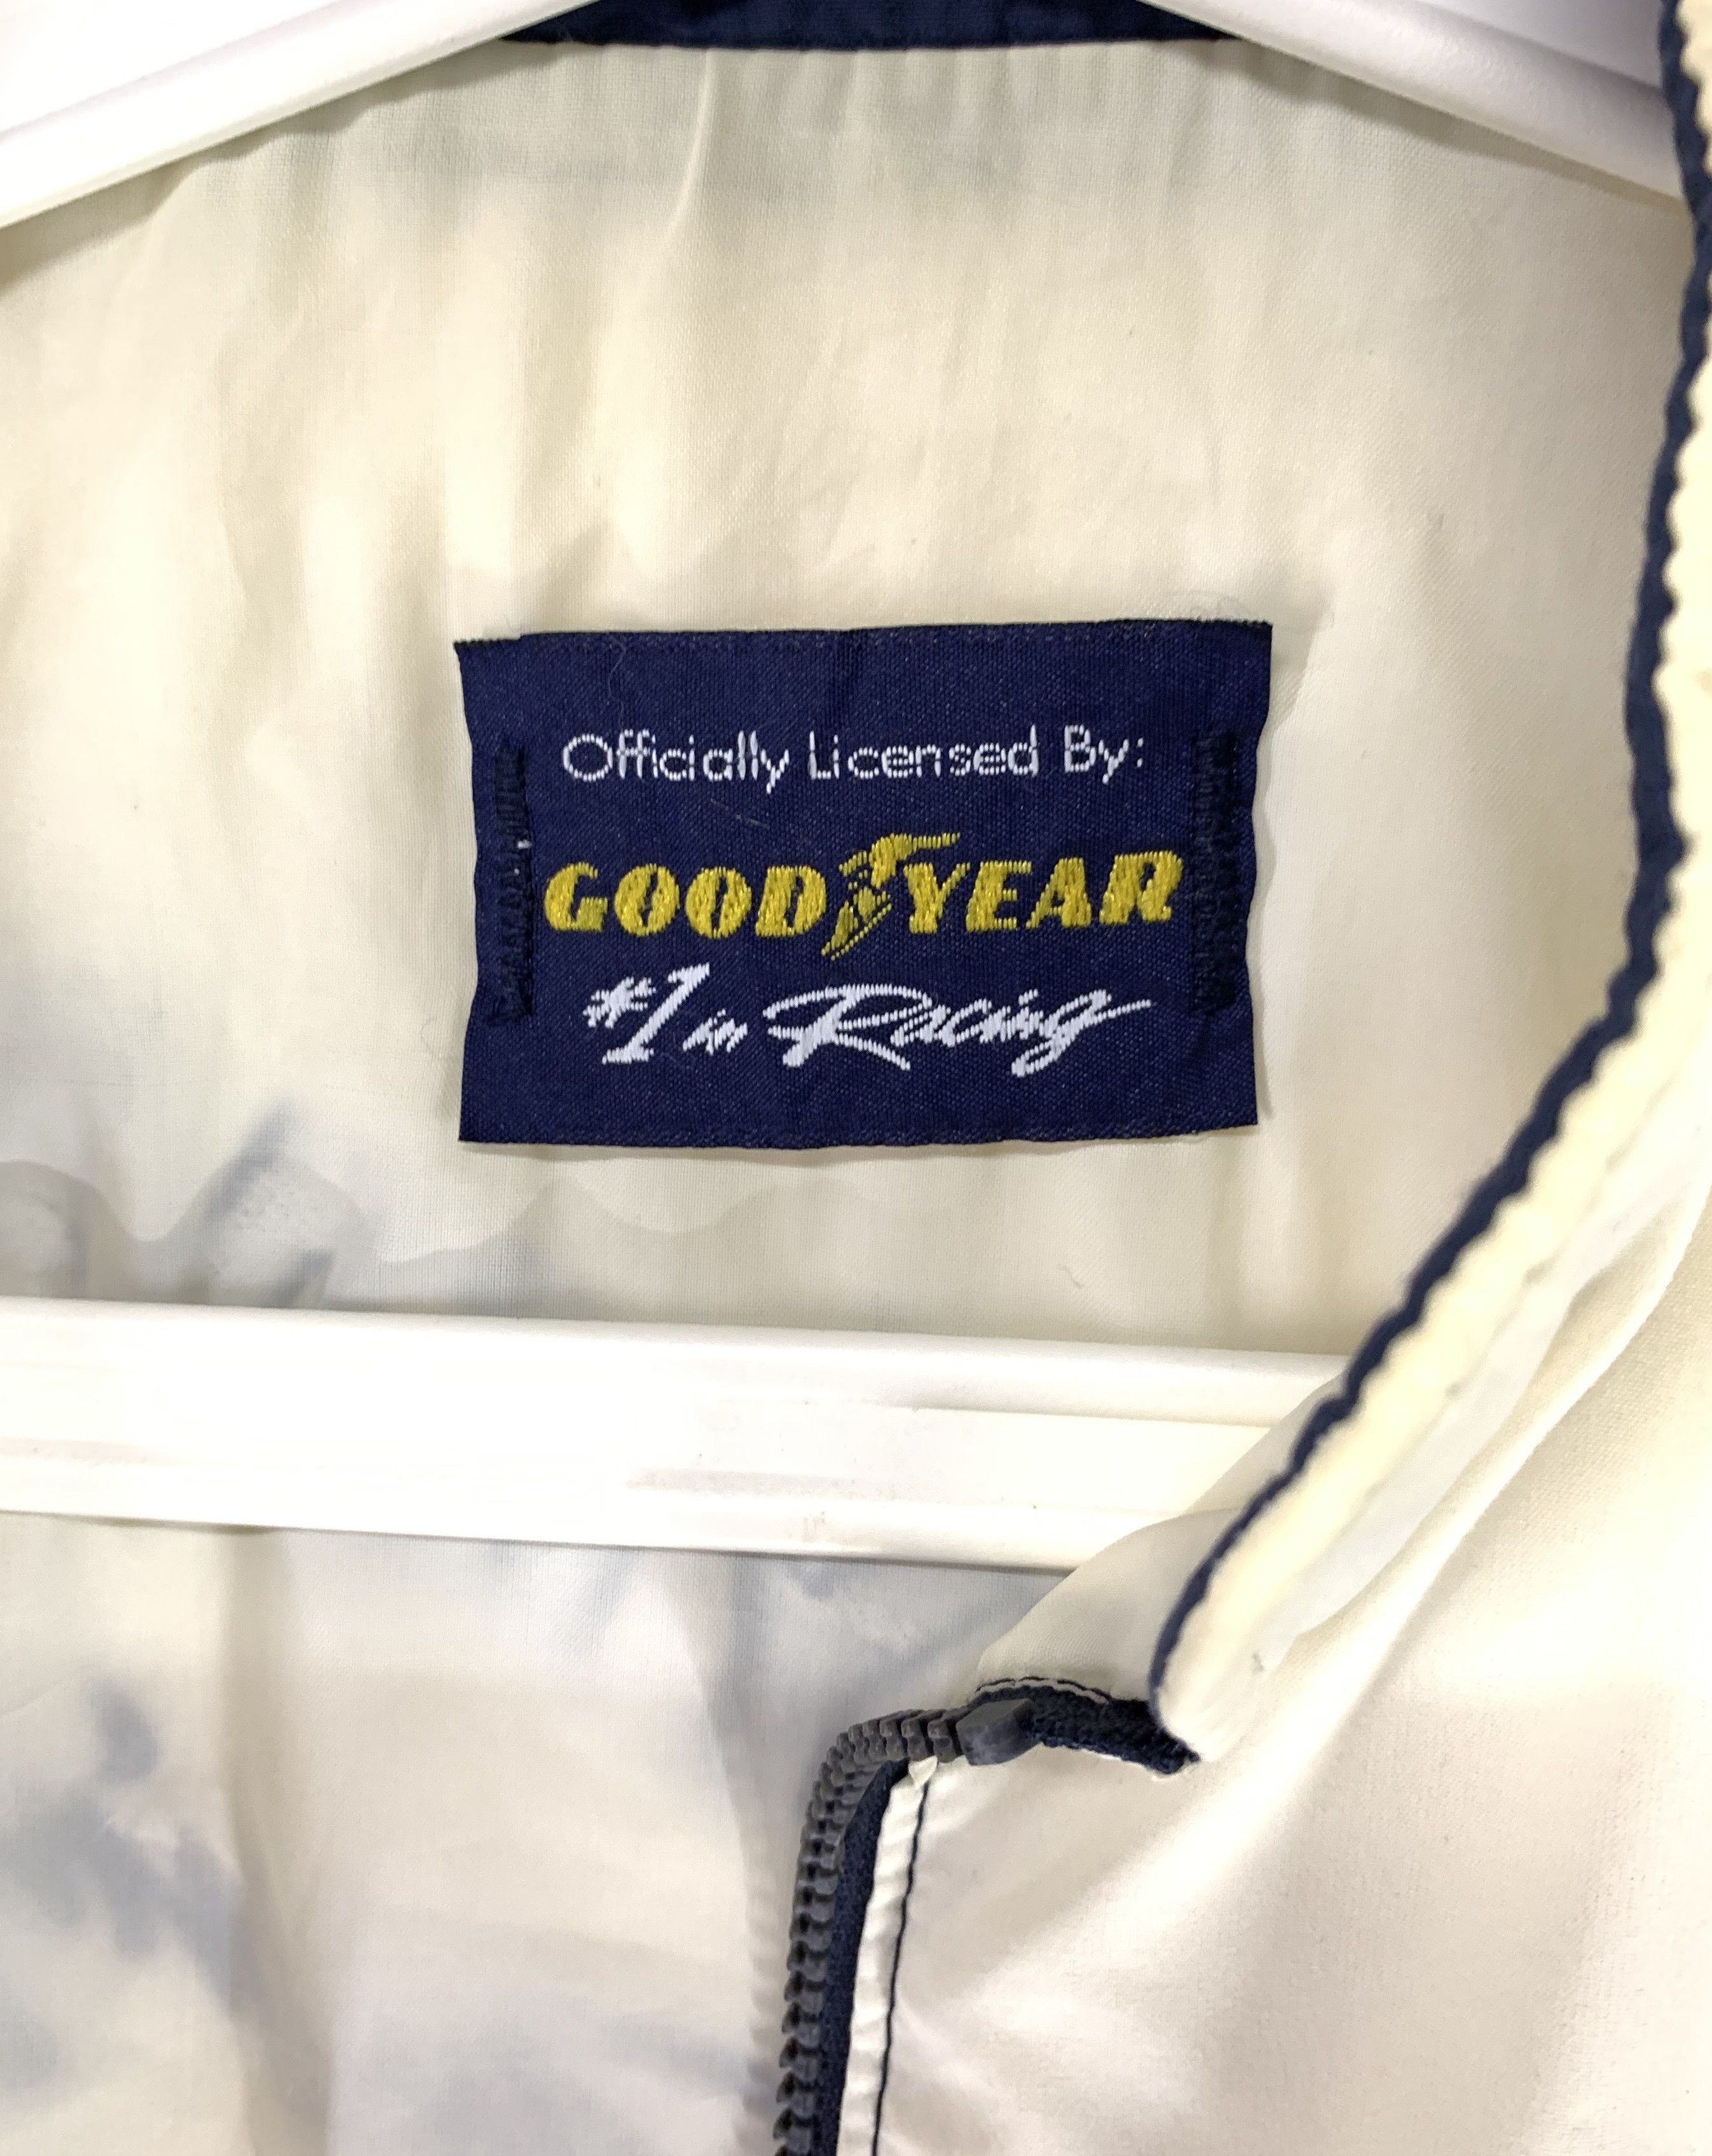 Officially Licensed By:
GOODYEAR
#1 in Racing